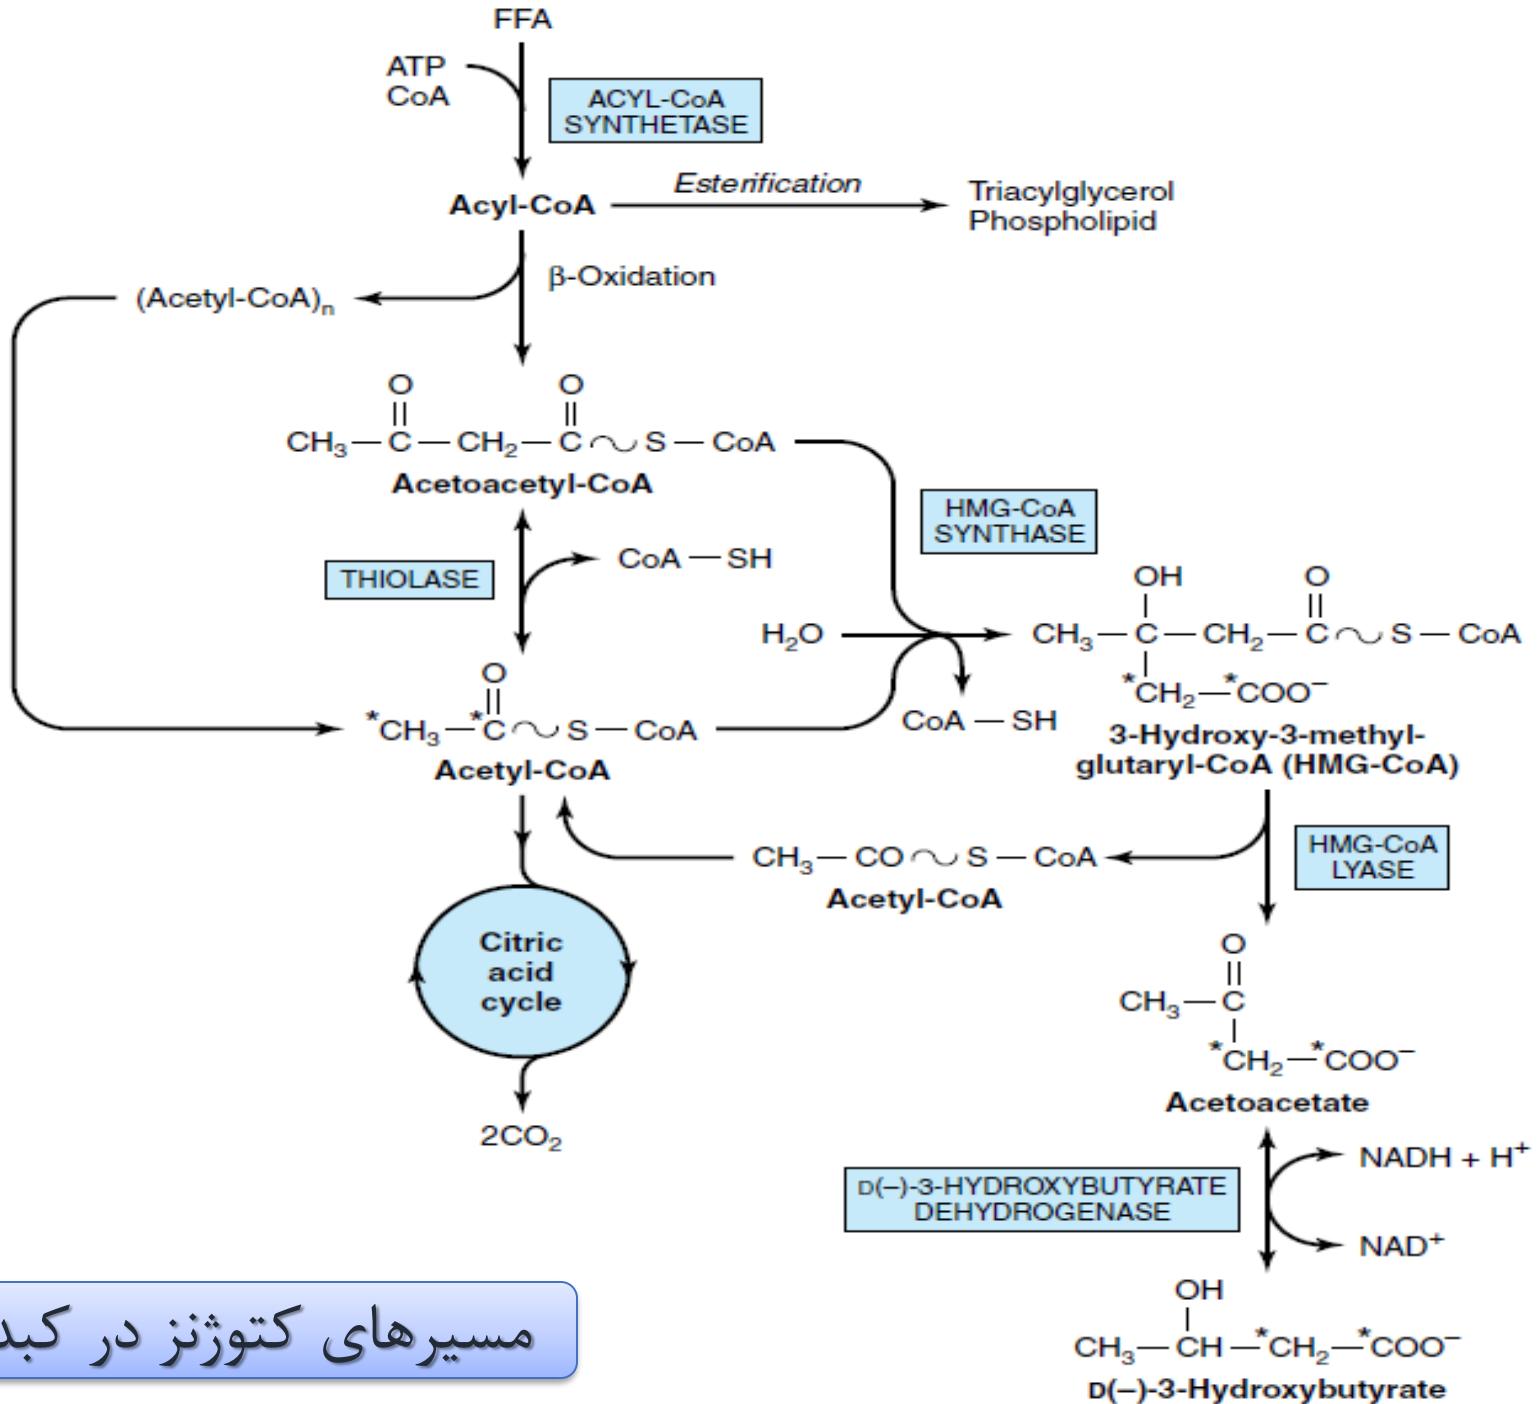 FFA
ATP
CoA
ACYL-CoA
SYNTHETASE
Acyl-CoA
Esterification
Triacylglycerol
Phospholipid
β-Oxidation
(Acetyl-CoA)n
O O
CH3—C—CH2—C~S—CoA
Acetoacetyl-CoA
HMG-CoA
SYNTHASE
THIOLASE
CoA—SH
OH O
H2O
CH3—C—CH2—C~S—CoA
*CH2—*COO−
3-Hydroxy-3-methyl-
glutaryl-CoA (HMG-CoA)
O
*CH3—*C~S—CoA
Acetyl-CoA
CoA—SH
CH3—CO~S—CoA
Acetyl-CoA
HMG-CoA
LYASE
Citric
acid
cycle
2CO2
O
CH3—C
*CH2—*COO−
Acetoacetate
NADH + H+
D(−)-3-HYDROXYBUTYRATE
DEHYDROGENASE
NAD+
OH
CH3—CH—*CH2—*COO−
D(−)-3-Hydroxybutyrate
مسیرهای کتوژنز در کبد